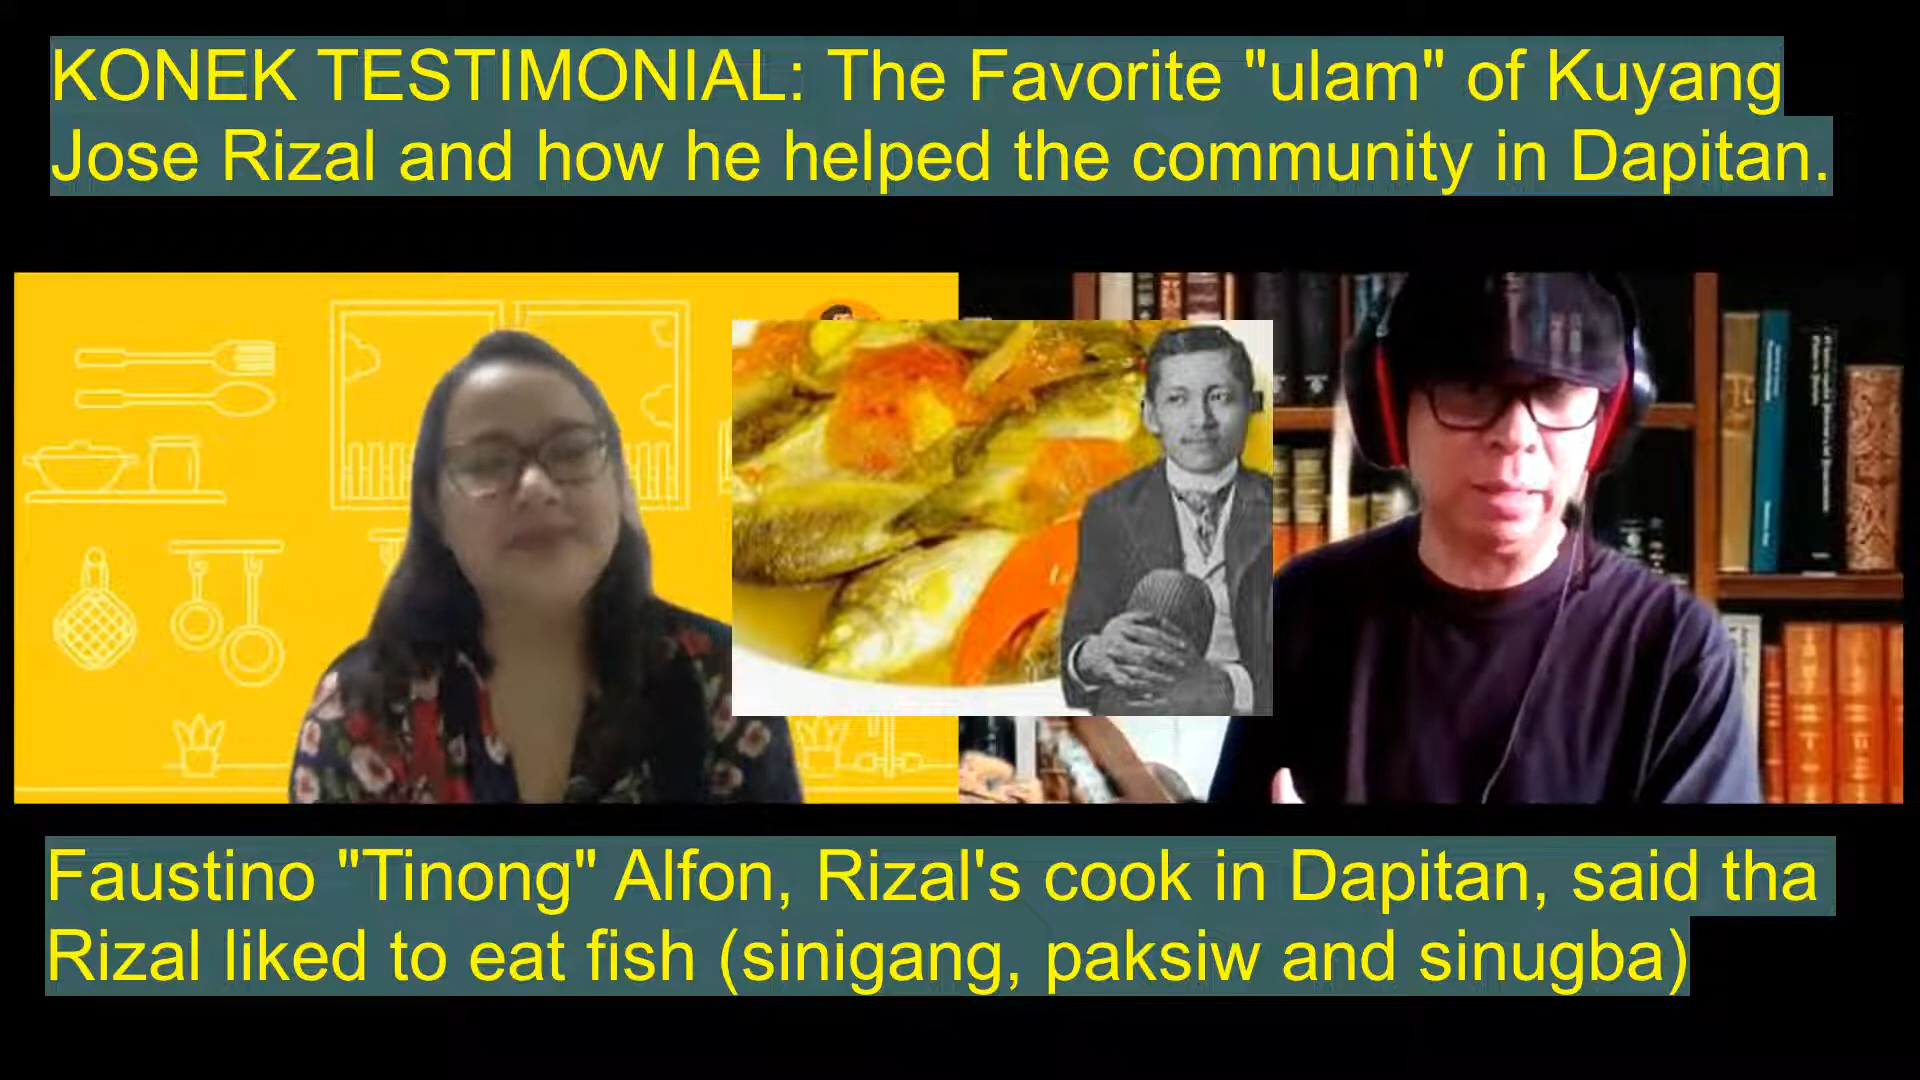 KONEK TESTIMONIAL: The Favorite "ulam" of Kuyang
Jose Rizal and how he helped the community in Dapitan.
Faustino "Tinong" Alfon, Rizal's cook in Dapitan, said tha
Rizal liked to eat fish (sinigang, paksiw and sinugba)